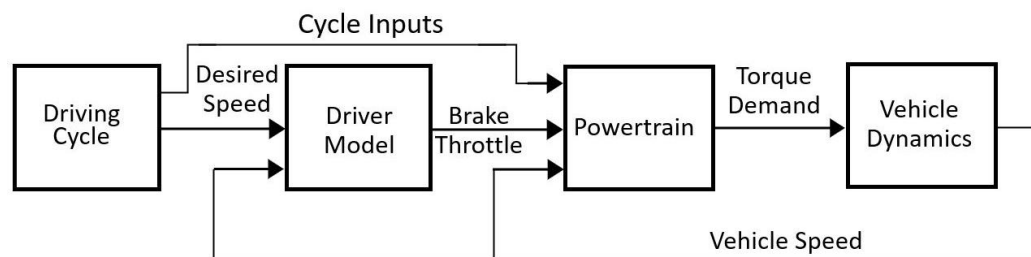 Cycle Inputs
Driving
Cycle
Desired
Speed
Driver
Model
Brake
Throttle
Powertrain
Torque
Demand
Vehicle
Dynamics
Vehicle Speed